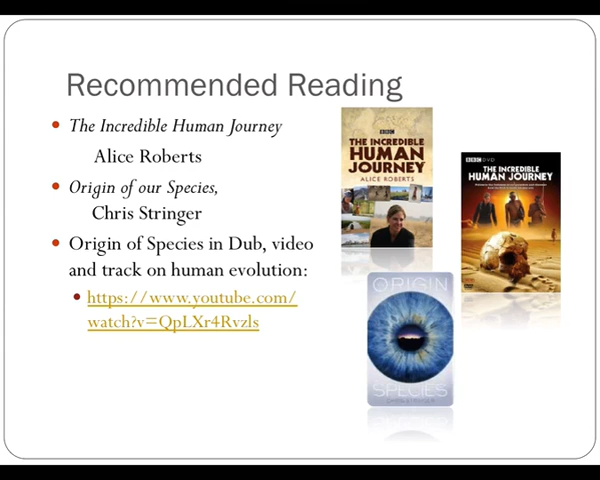 Recommended Reading
The Incredible Human Journey
Alice Roberts
Origin of our Species,
Chris Stringer
Origin of Species in Dub, video
and track on human evolution:
https://www.youtube.com/
watch?v=QpLXr4Rvzls
BBC
THE INCREDIBLE
HUMAN
JOURNEY
ALICE ROBERTS
BBC DVD
THE INCREDIBLE
HUMAN JOURNEY
ORIGIN
SPECIES
CHRIS STRINGER